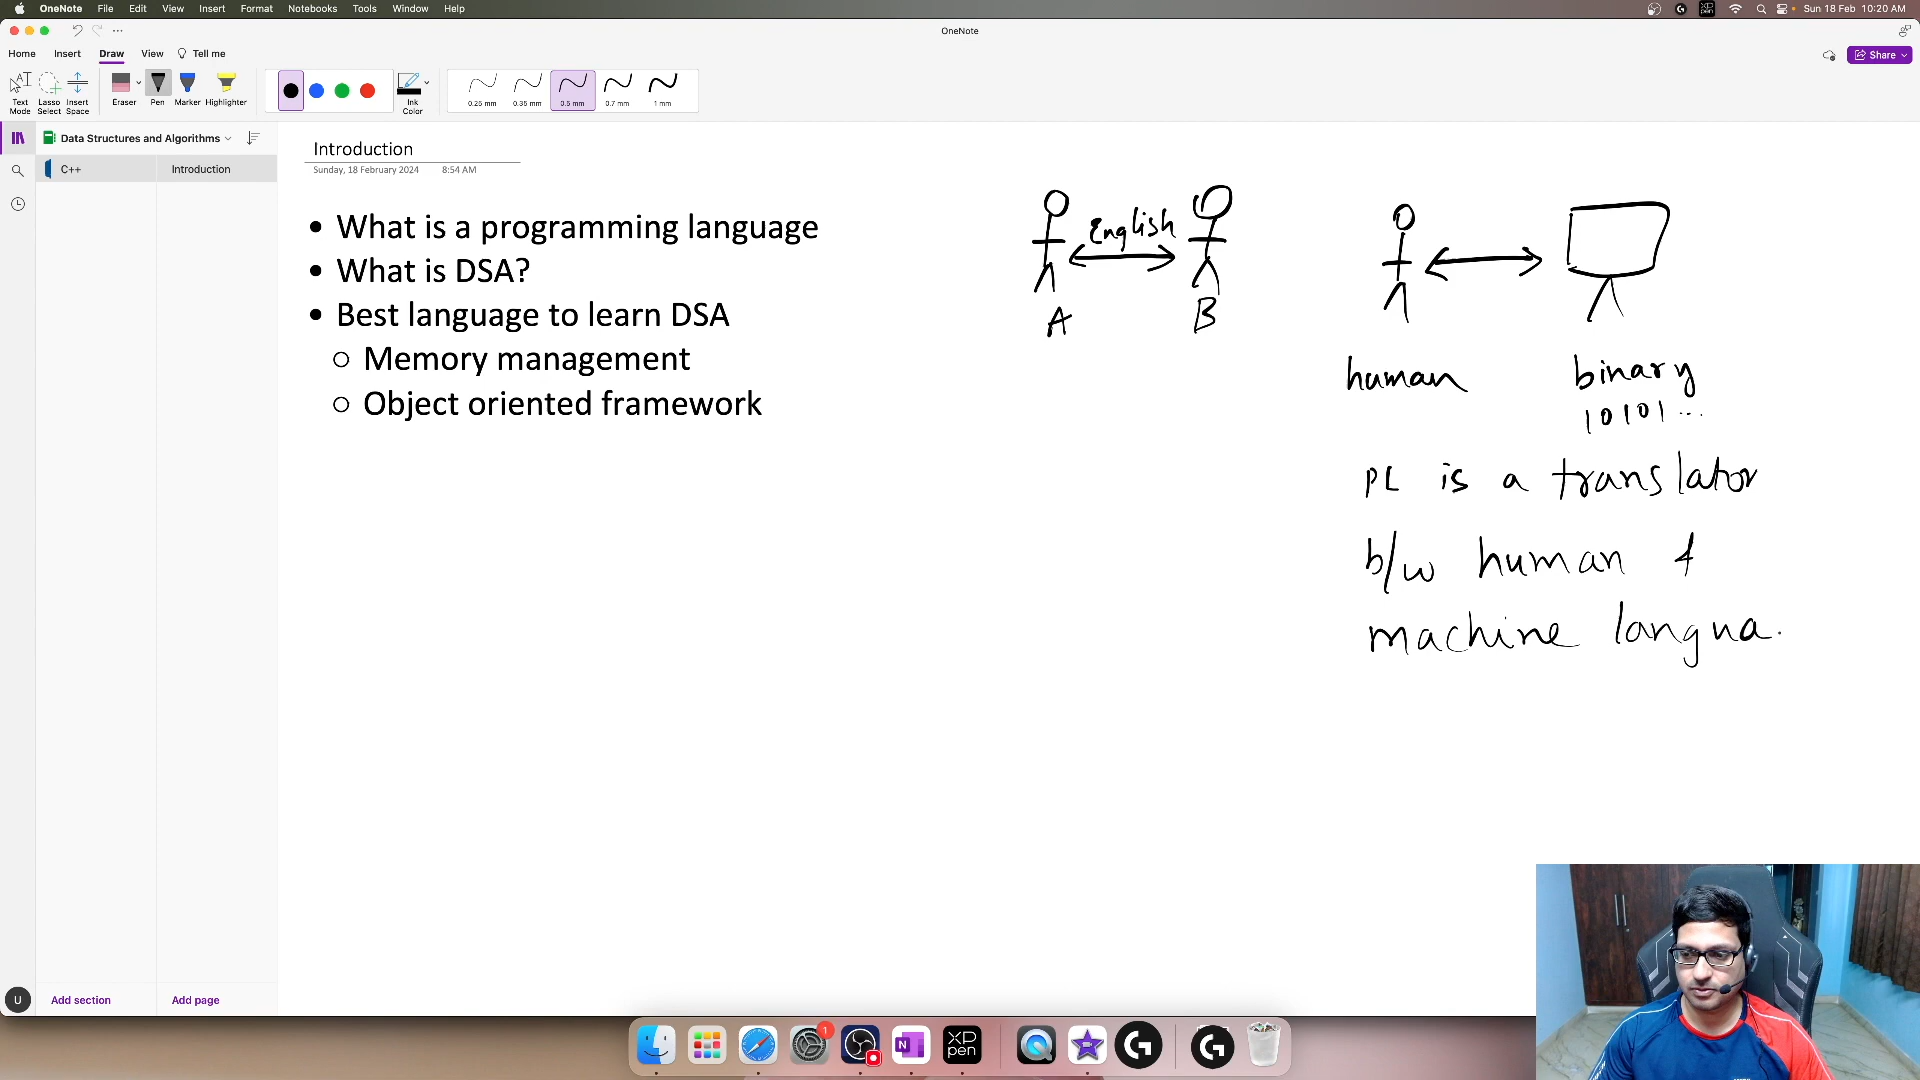 OneNote File Edit View Insert Format Notebooks Tools Window Help
Sun 18 Feb 10:20 AM
OneNote
Home Insert Draw View Tell me
Share
Text Mode
Lasso Select
Insert Space
Eraser
Pen
Marker
Highlighter
Ink Color
0.25 mm
0.35 mm
0.5 mm
0.7 mm
1 mm
Data Structures and Algorithms
C++
Introduction
Introduction
Sunday, 18 February 2024 8:54 AM
• What is a programming language
• What is DSA?
• Best language to learn DSA
○ Memory management
○ Object oriented framework
English
A
B
human
binary
10101 ...
PL is a translator
b/w human &
machine langua.
U
Add section
Add page
1
N
XP
pen